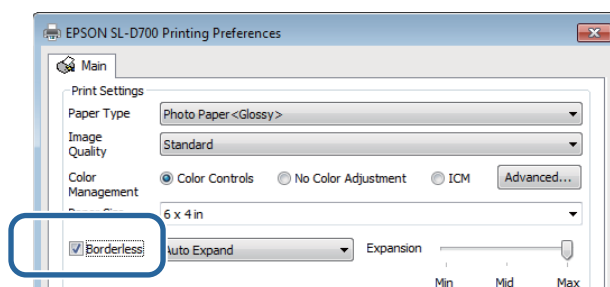 EPSON SL-D700 Printing Preferences
Main
Print Settings
Paper Type Photo Paper<Glossy>
Image Quality Standard
Color Management Color Controls No Color Adjustment ICM Advanced...
6 x 4 in
Borderless Auto Expand Expansion
Min Mid Max